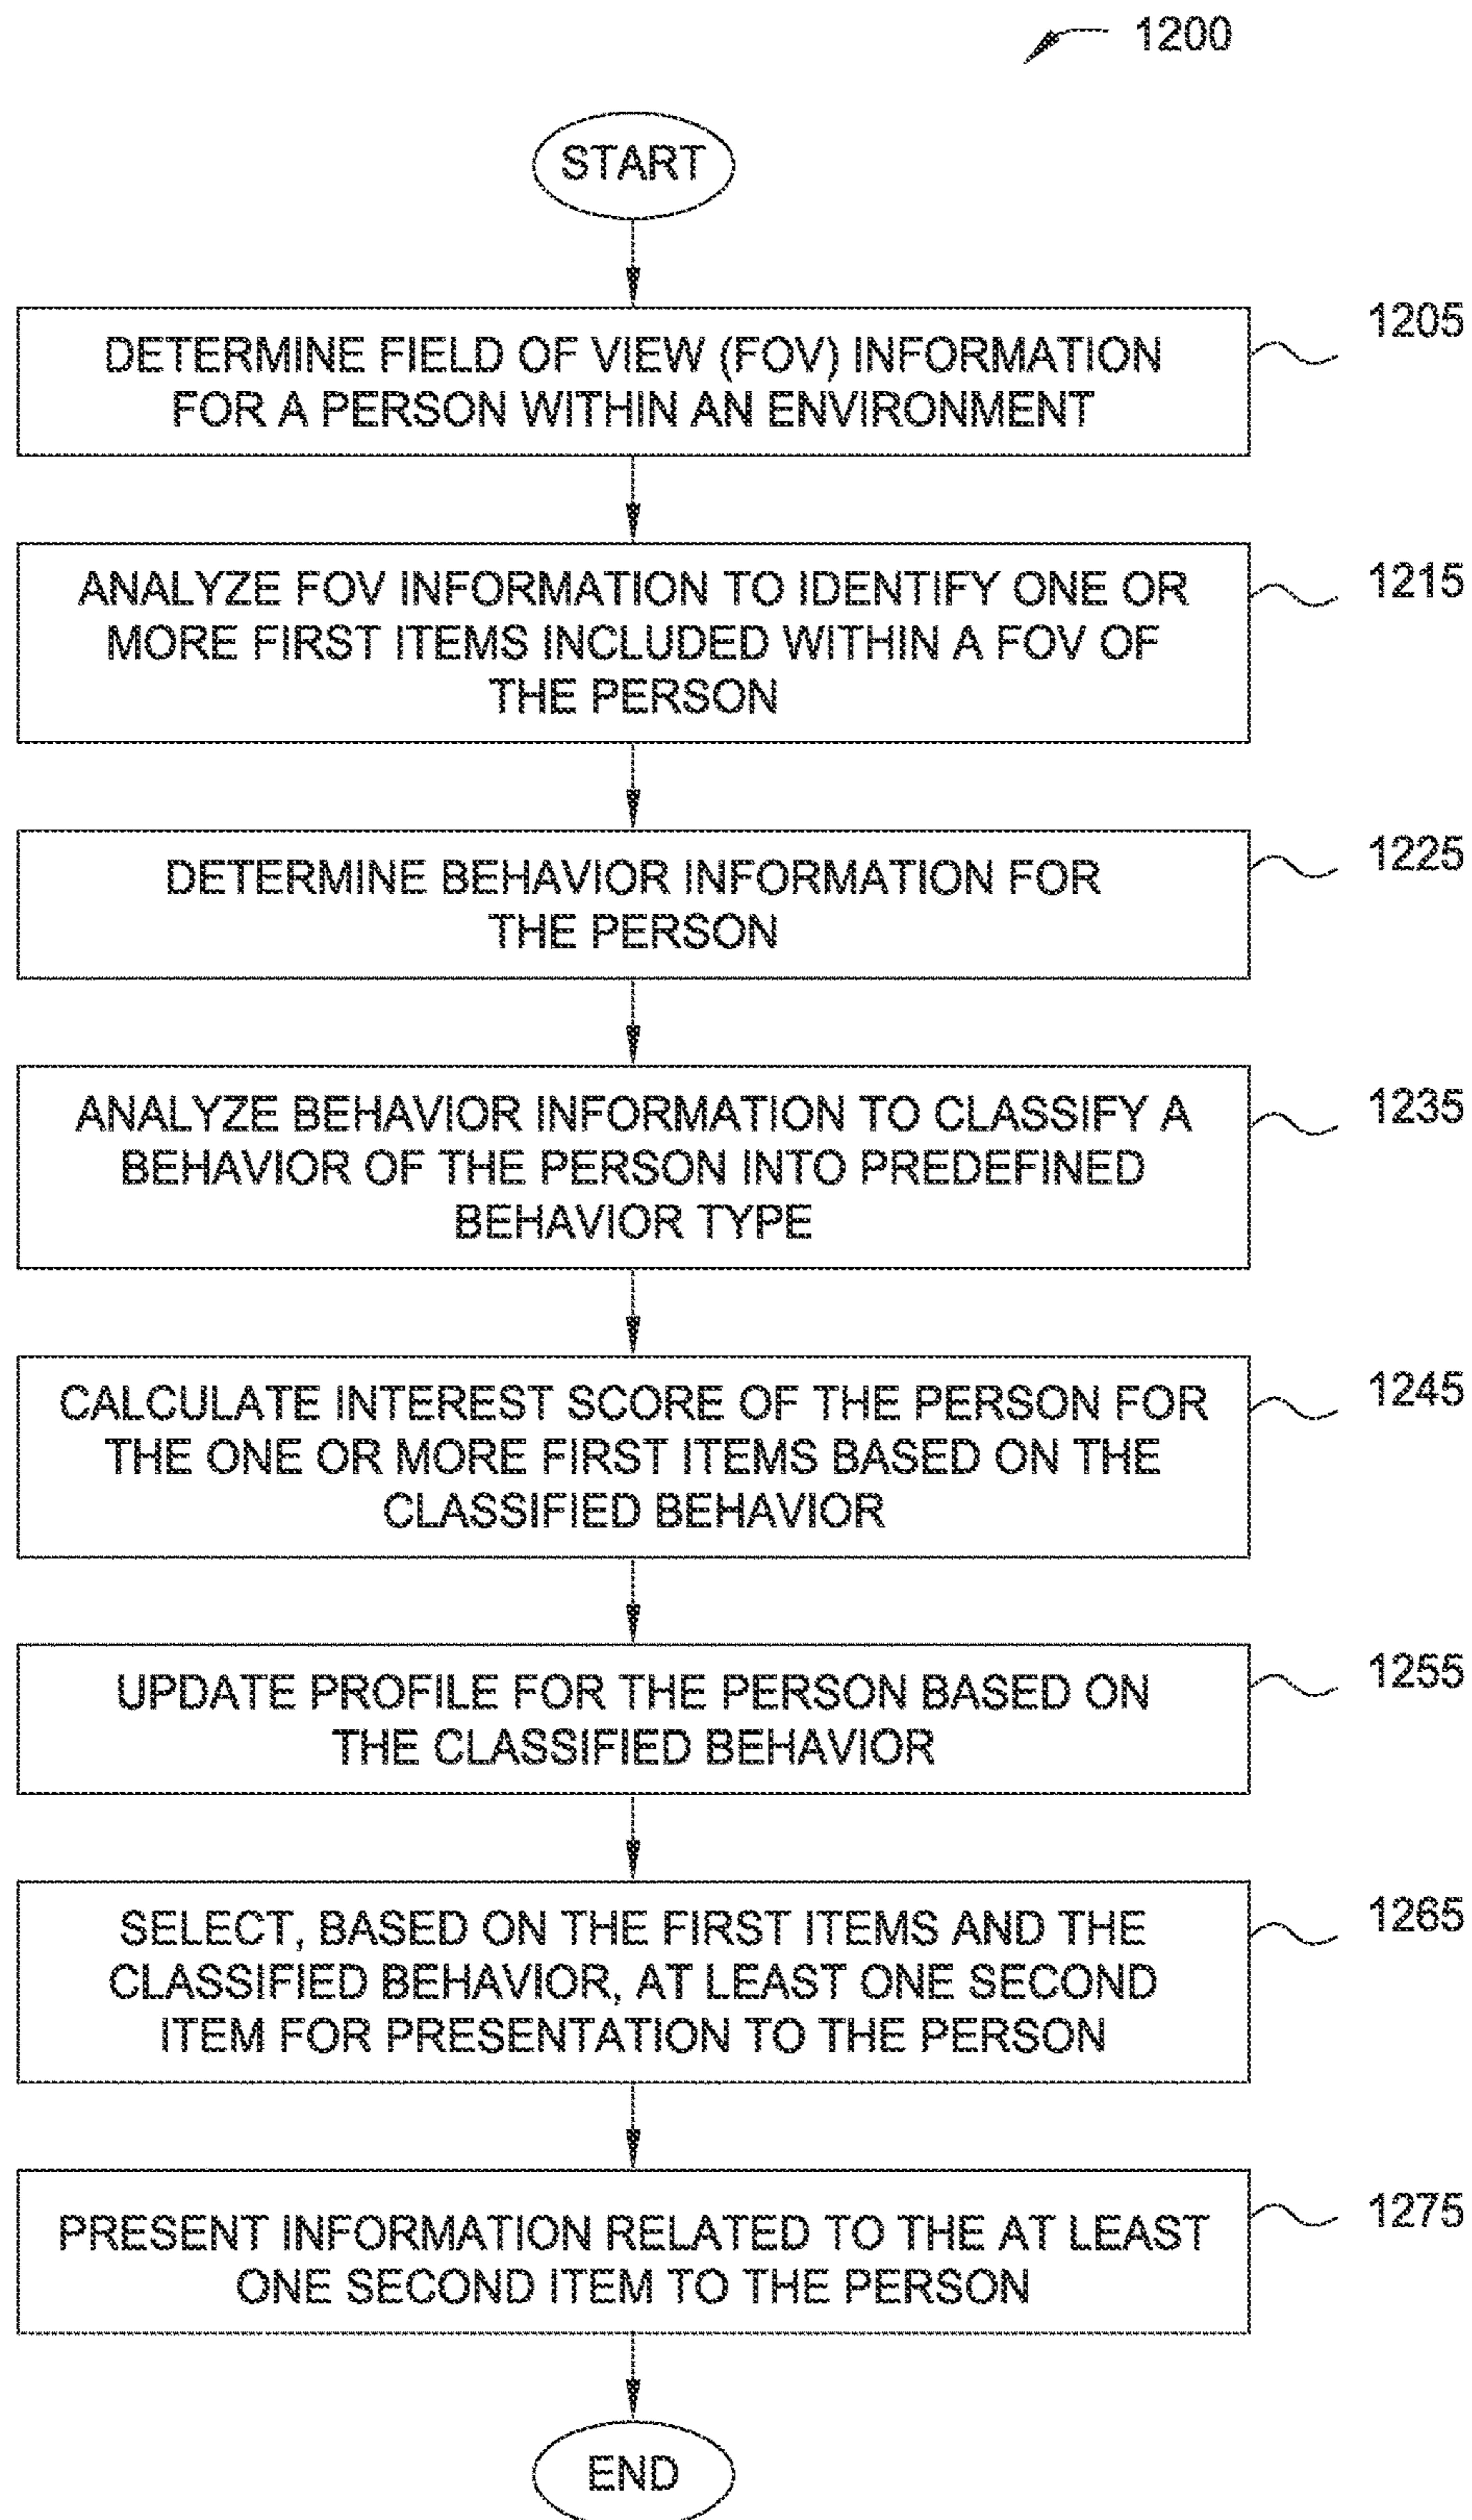 1200
START
DETERMINE FIELD OF VIEW (FOV) INFORMATION
FOR A PERSON WITHIN AN ENVIRONMENT
1205
ANALYZE FOV INFORMATION TO IDENTIFY ONE OR
MORE FIRST ITEMS INCLUDED WITHIN A FOV OF
THE PERSON
1215
DETERMINE BEHAVIOR INFORMATION FOR
THE PERSON
1225
ANALYZE BEHAVIOR INFORMATION TO CLASSIFY A
BEHAVIOR OF THE PERSON INTO PREDEFINED
BEHAVIOR TYPE
1235
CALCULATE INTEREST SCORE OF THE PERSON FOR
THE ONE OR MORE FIRST ITEMS BASED ON THE
CLASSIFIED BEHAVIOR
1245
UPDATE PROFILE FOR THE PERSON BASED ON
THE CLASSIFIED BEHAVIOR
1255
SELECT, BASED ON THE FIRST ITEMS AND THE
CLASSIFIED BEHAVIOR, AT LEAST ONE SECOND
ITEM FOR PRESENTATION TO THE PERSON
1265
PRESENT INFORMATION RELATED TO THE AT LEAST
ONE SECOND ITEM TO THE PERSON
1275
END